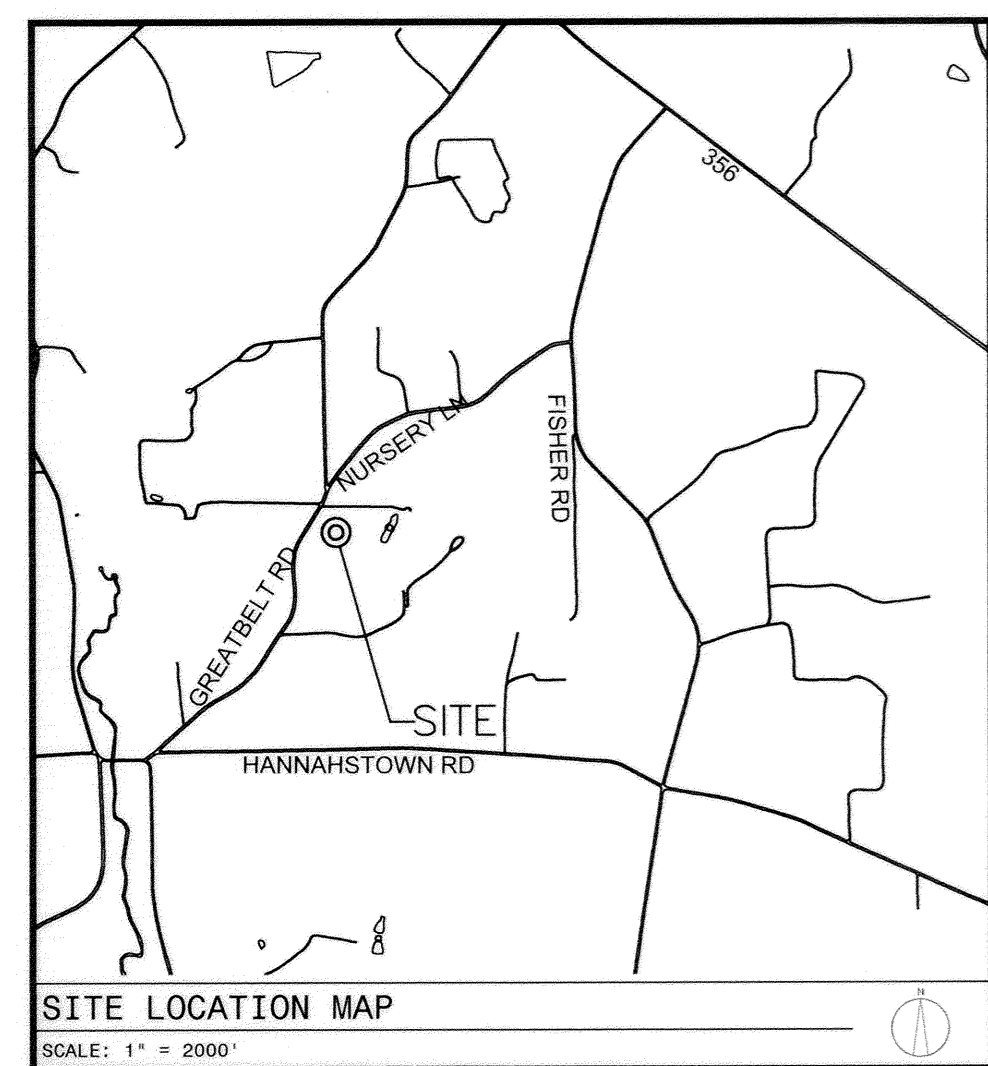 356
NURSERY LN
FISHER RD
GREATBELT RD
SITE
HANNAHSTOWN RD
N
SITE LOCATION MAP
SCALE: 1" = 2000'